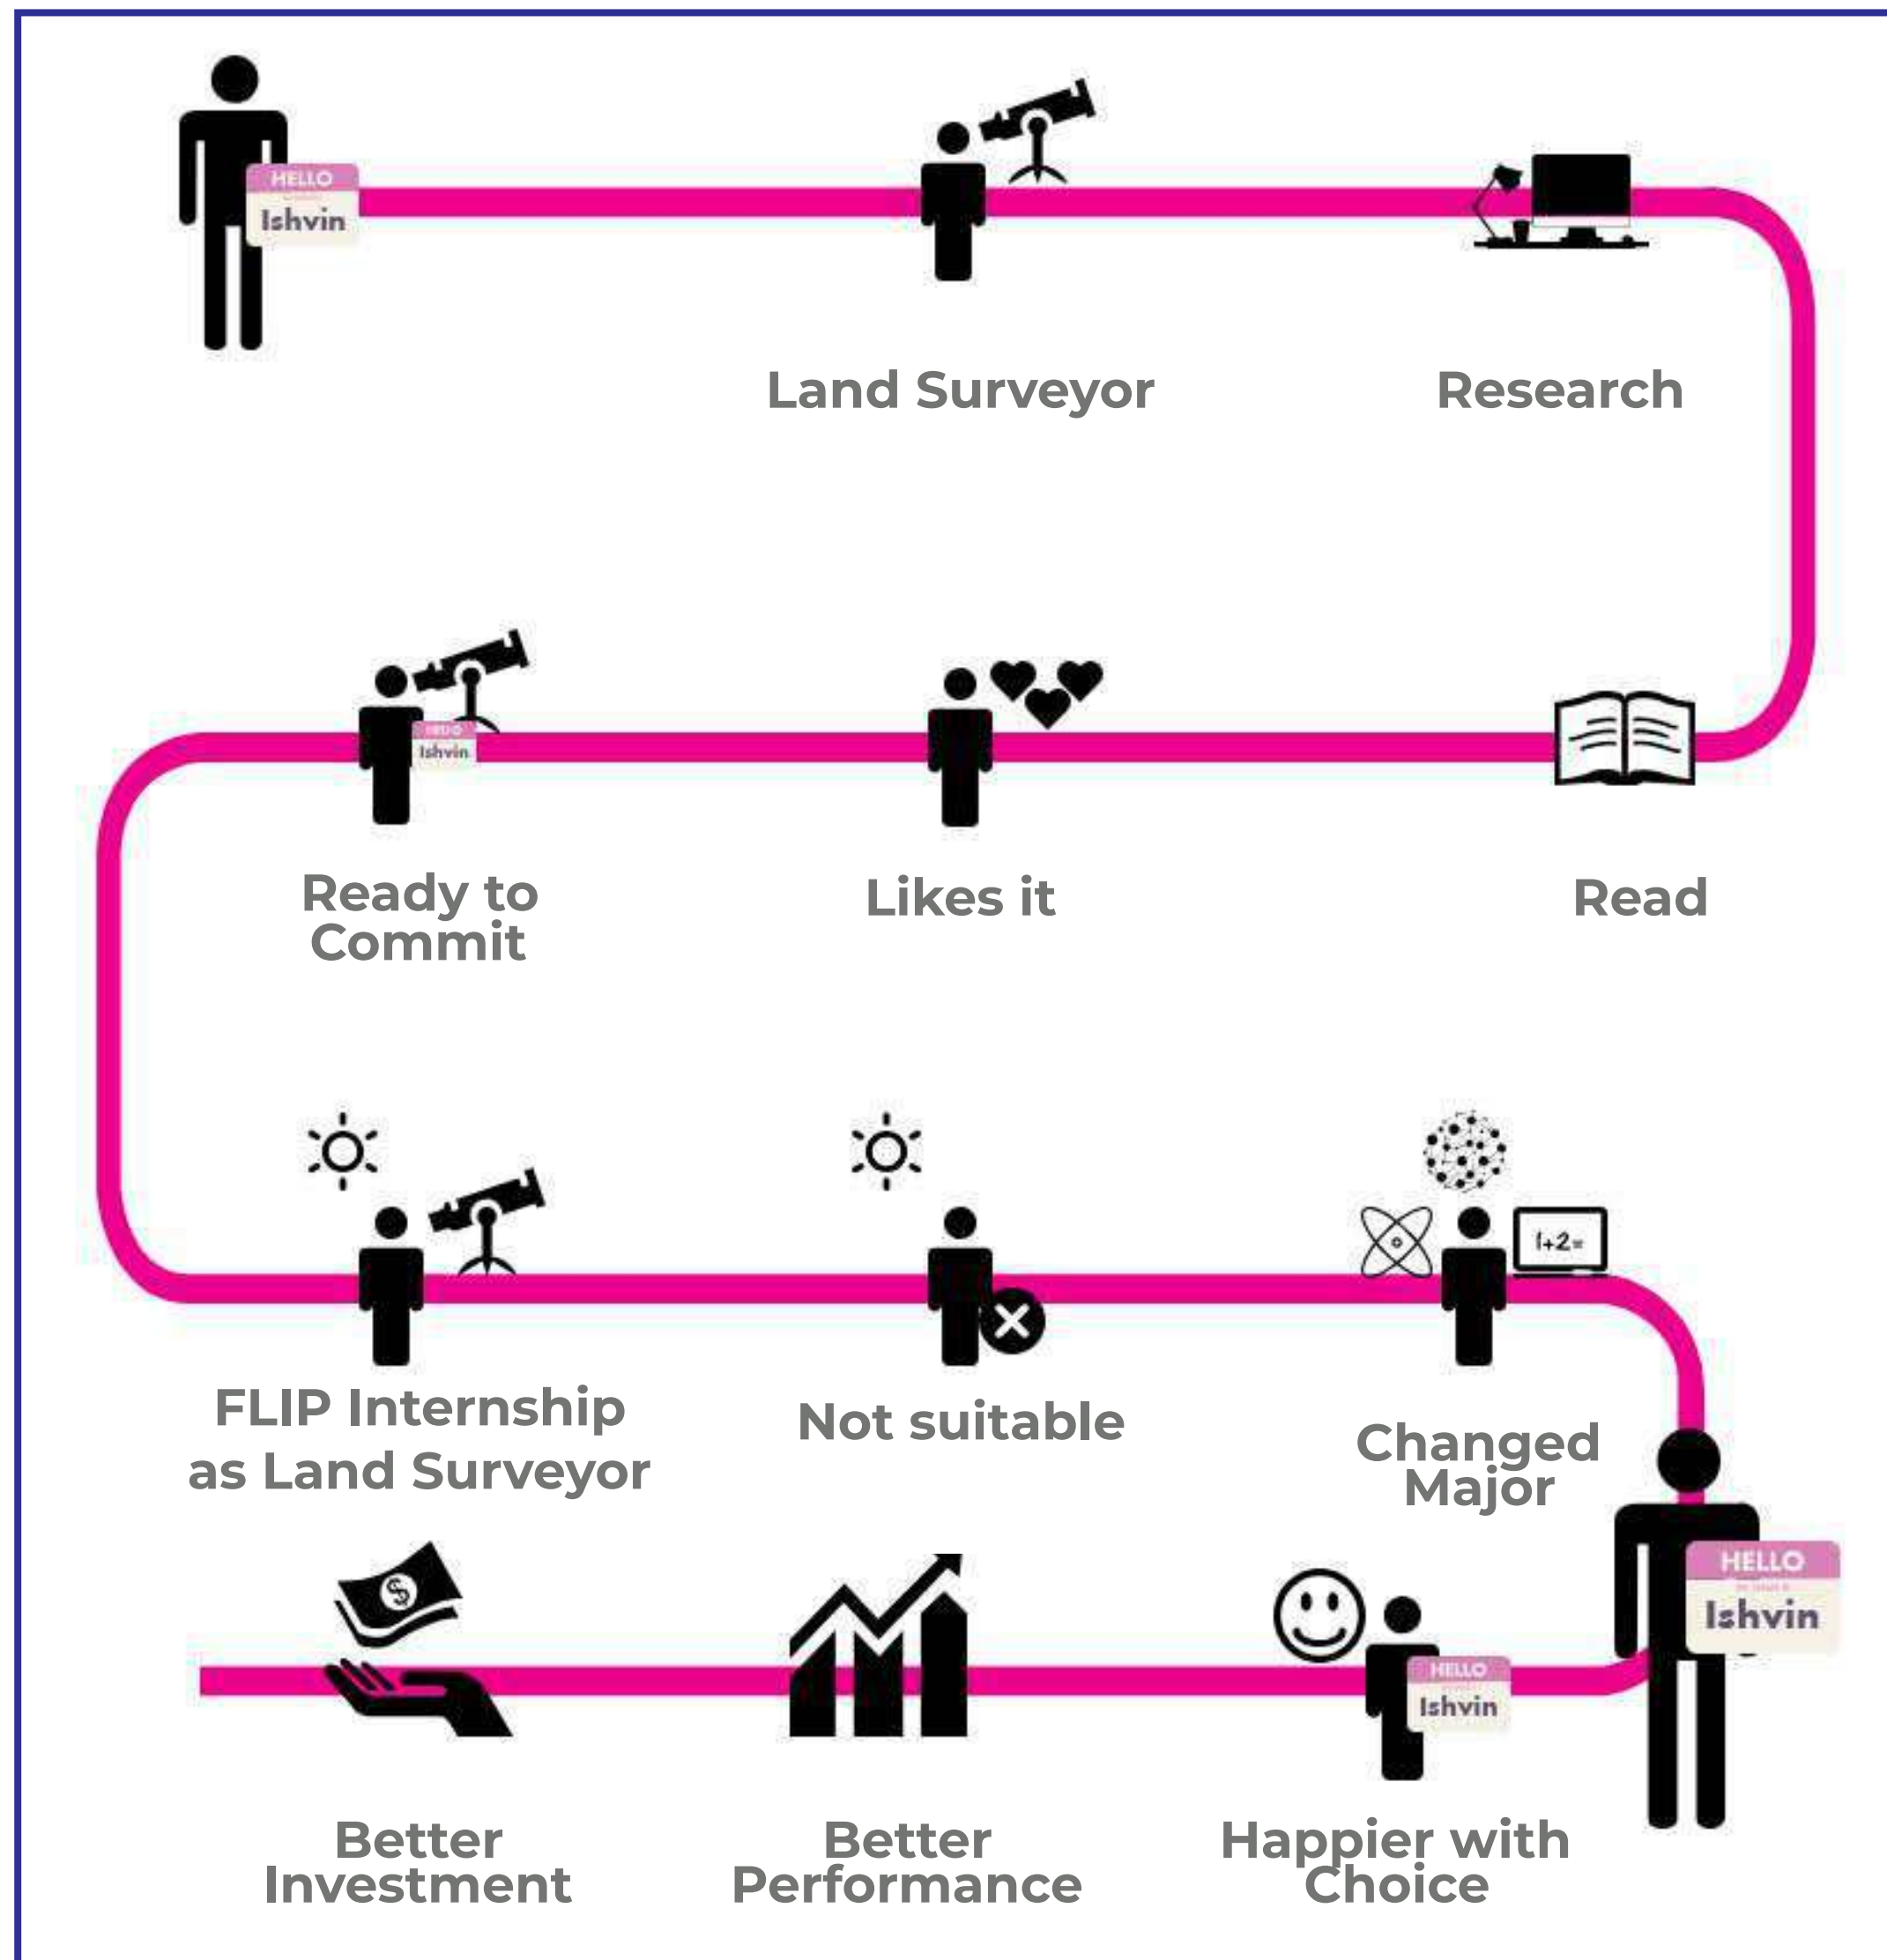 HELLO
Ishvin
Land Surveyor
Research
HELLO
Ishvin
Ready to
Commit
Likes it
Read
1+2=
FLIP Internship
as Land Surveyor
Not suitable
Changed
Major
HELLO
Ishvin
HELLO
Ishvin
Better
Investment
Better
Performance
Happier with
Choice